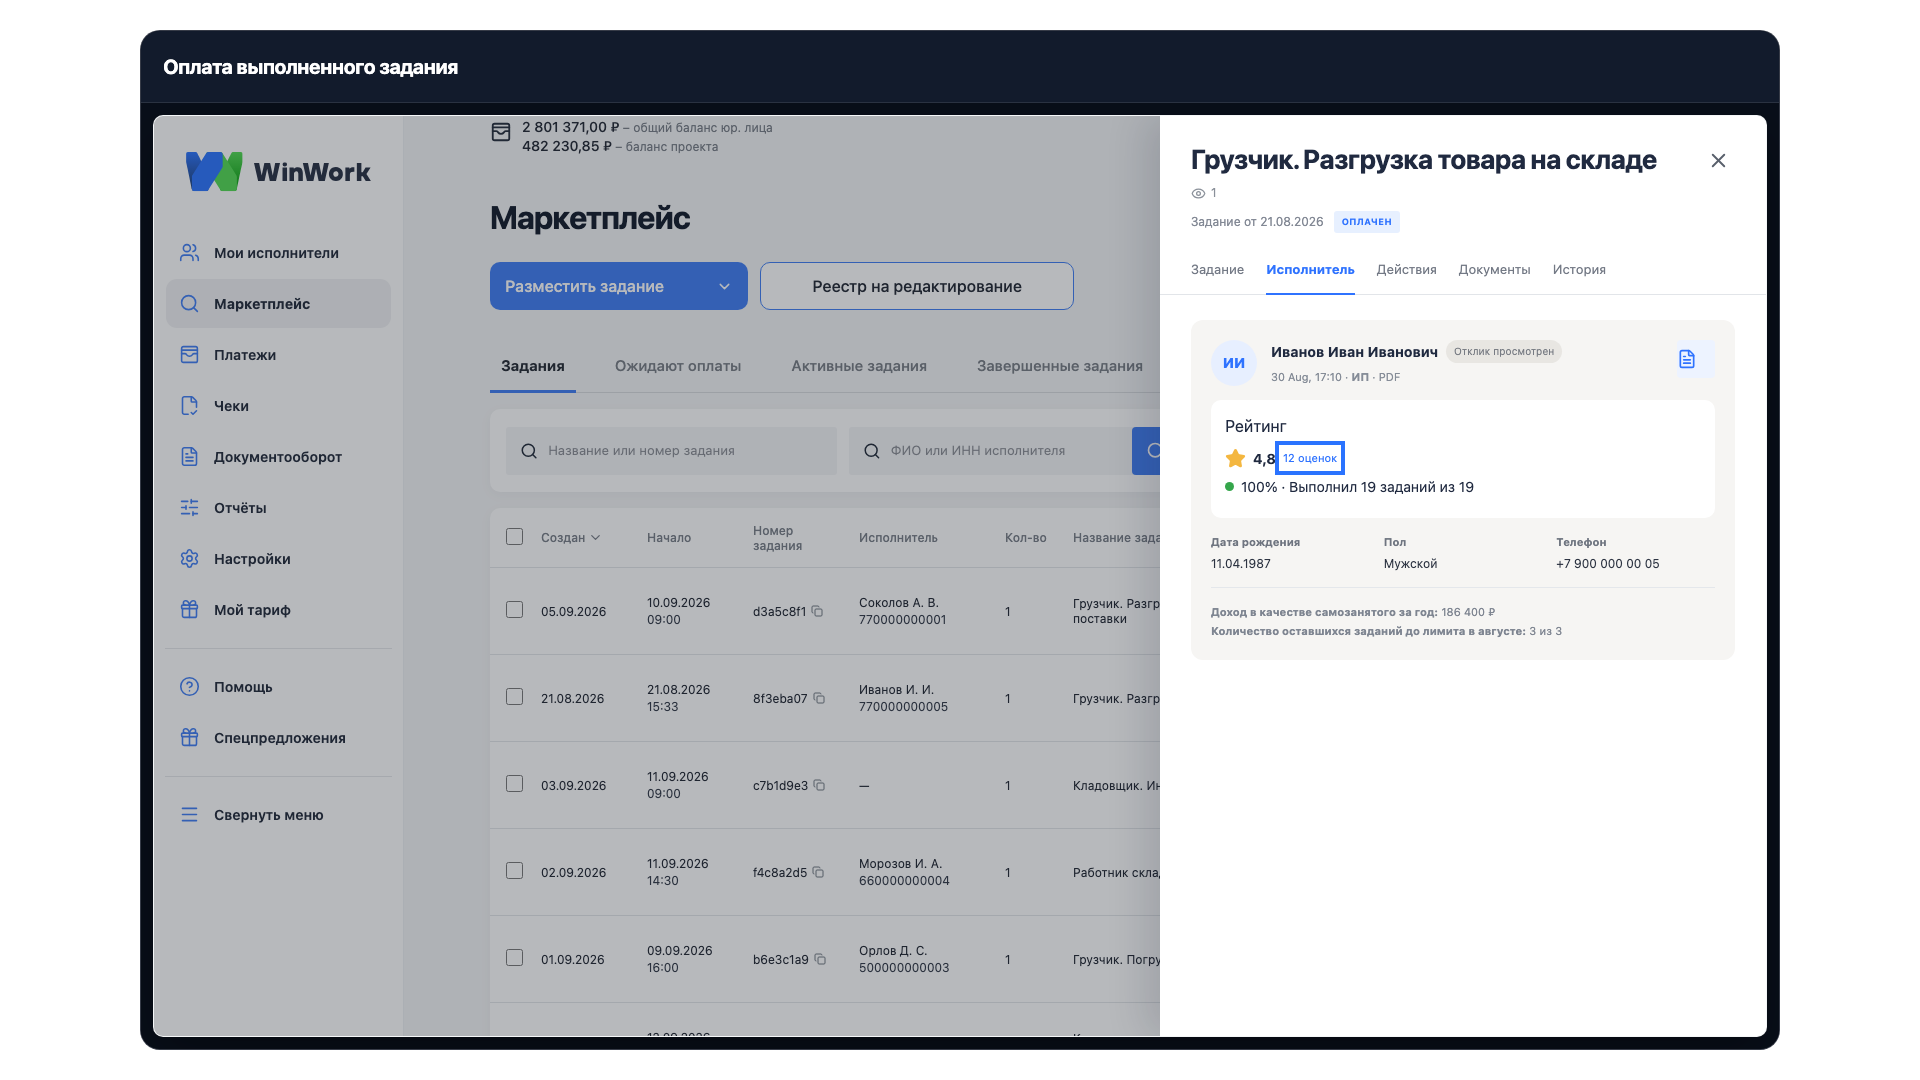 Оплата выполненного задания
2 801 371,00 ₽ – общий баланс юр. лица
482 230,85 ₽ – баланс проекта
WinWork
Мои исполнители
Маркетплейс
Платежи
Чеки
Документооборот
Отчёты
Настройки
Мой тариф
Помощь
Спецпредложения
Свернуть меню
Маркетплейс
Разместить задание
Реестр на редактирование
Задания Ожидают оплаты Активные задания Завершенные задания
Название или номер задания
ФИО или ИНН исполнителя
Создан Начало Номер задания Исполнитель Кол-во Название зада
05.09.2026 10.09.2026 09:00 d3a5c8f1 Соколов А. В. 770000000001 1 Грузчик. Разгр поставки
21.08.2026 21.08.2026 15:33 8f3eba07 Иванов И. И. 770000000005 1 Грузчик. Разгр
03.09.2026 11.09.2026 09:00 c7b1d9e3 — 1 Кладовщик. Ин
02.09.2026 11.09.2026 14:30 f4c8a2d5 Морозов И. А. 660000000004 1 Работник скла
01.09.2026 09.09.2026 16:00 b6e3c1a9 Орлов Д. С. 500000000003 1 Грузчик. Погру
Грузчик. Разгрузка товара на складе
1
Задание от 21.08.2026 ОПЛАЧЕН
Задание Исполнитель Действия Документы История
ИИ
Иванов Иван Иванович Отклик просмотрен
30 Aug, 17:10 · ИП · PDF
Рейтинг
4,8 12 оценок
100% · Выполнил 19 заданий из 19
Дата рождения Пол Телефон
11.04.1987 Мужской +7 900 000 00 05
Доход в качестве самозанятого за год: 186 400 ₽
Количество оставшихся заданий до лимита в августе: 3 из 3